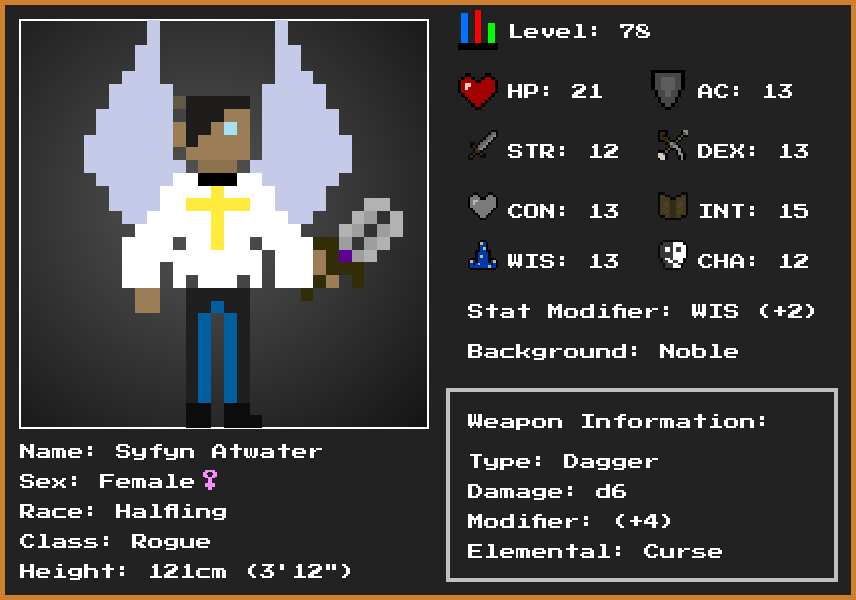 Level: 78
HP: 21
AC: 13
STR: 12
DEX: 13
CON: 13
INT: 15
WIS: 13
CHA: 12
Stat Modifier: WIS (+2)
Background: Noble
Weapon Information:
Type: Dagger
Damage: d6
Modifier: (+4)
Elemental: Curse
Name: Syfyn Atwater
Sex: Female♀
Race: Halfling
Class: Rogue
Height: 121cm (3'12")